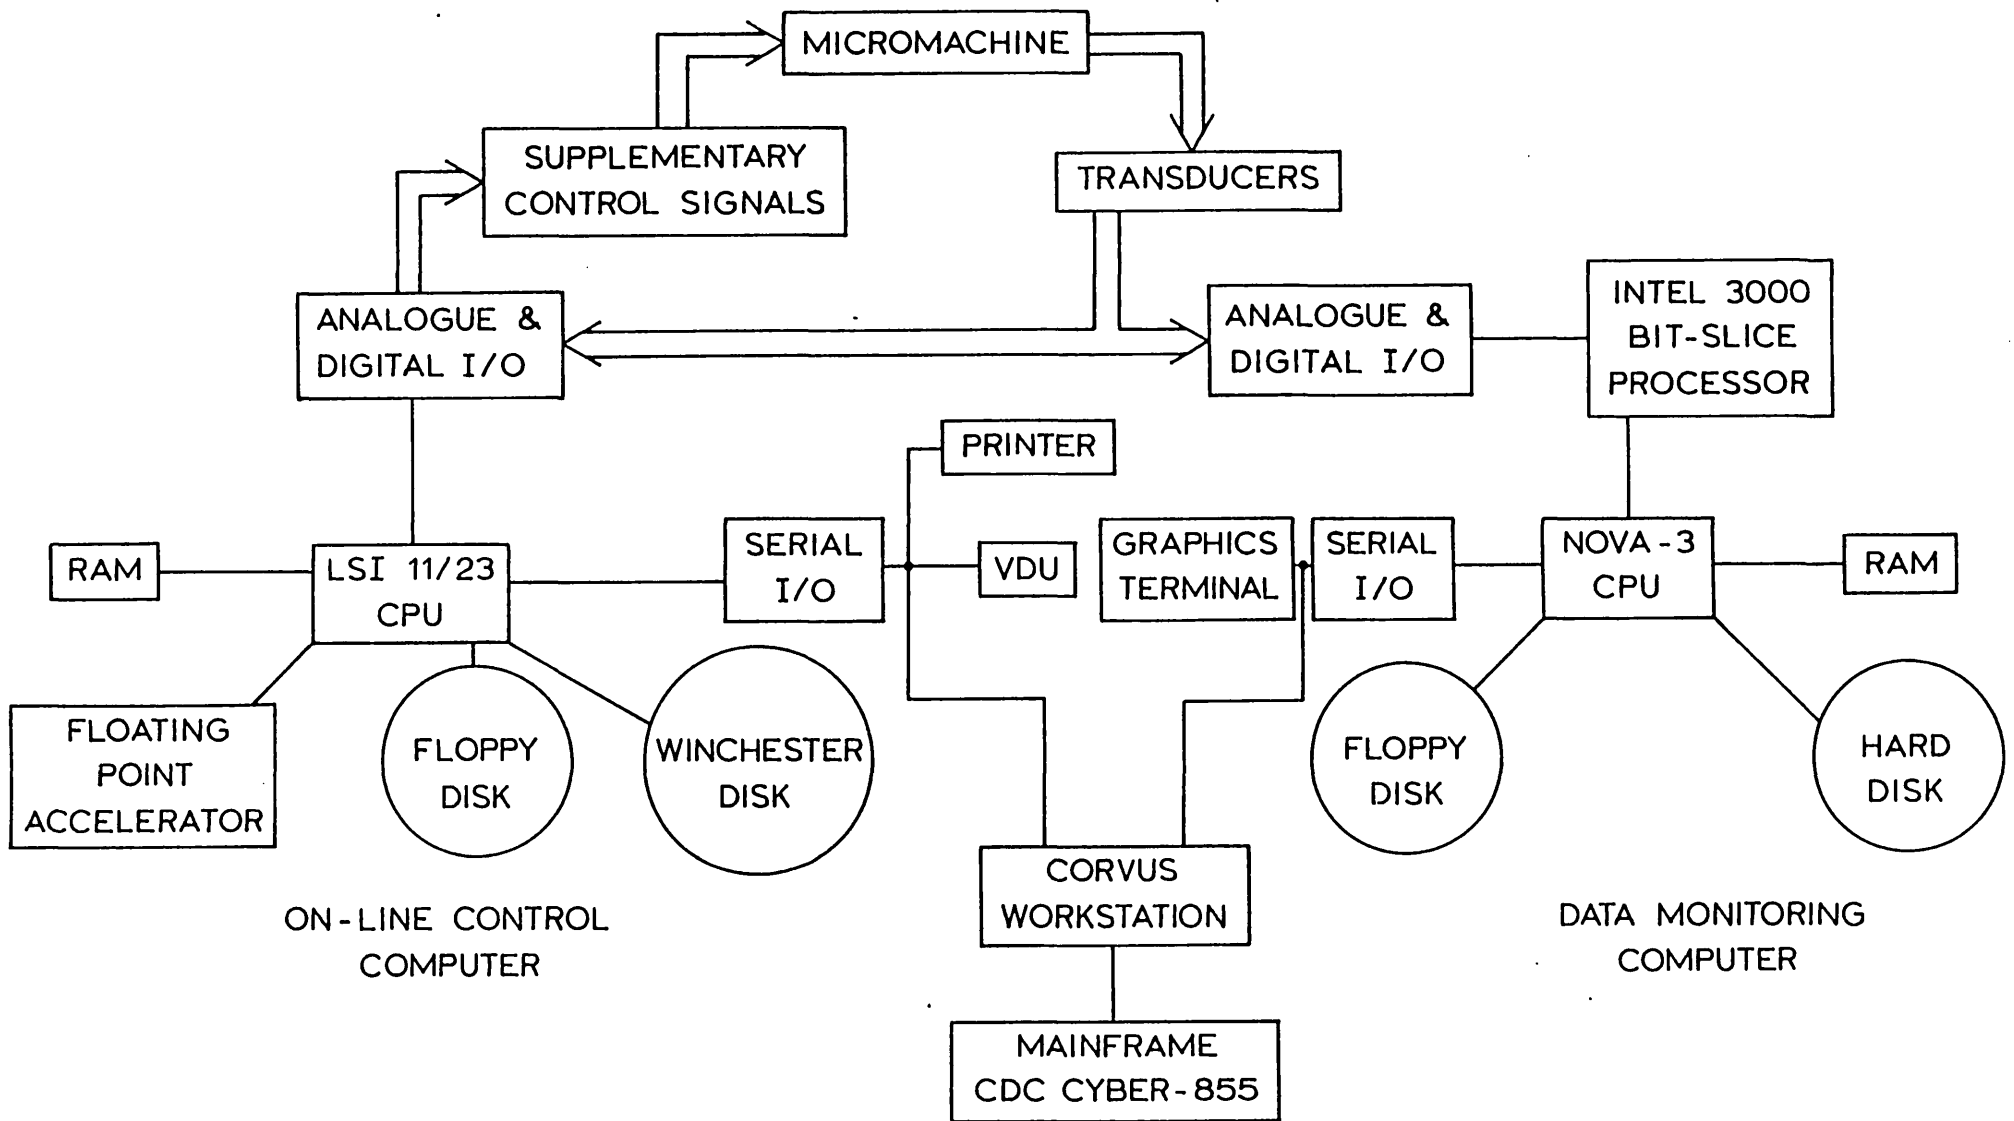 MICROMACHINE
SUPPLEMENTARY
CONTROL SIGNALS
TRANSDUCERS
ANALOGUE &
DIGITAL I/O
ANALOGUE &
DIGITAL I/O
INTEL 3000
BIT-SLICE
PROCESSOR
PRINTER
RAM
LSI 11/23
CPU
SERIAL
I/O
VDU
GRAPHICS
TERMINAL
SERIAL
I/O
NOVA-3
CPU
RAM
FLOATING
POINT
ACCELERATOR
FLOPPY
DISK
WINCHESTER
DISK
FLOPPY
DISK
HARD
DISK
CORVUS
WORKSTATION
ON-LINE CONTROL
COMPUTER
DATA MONITORING
COMPUTER
MAINFRAME
CDC CYBER-855